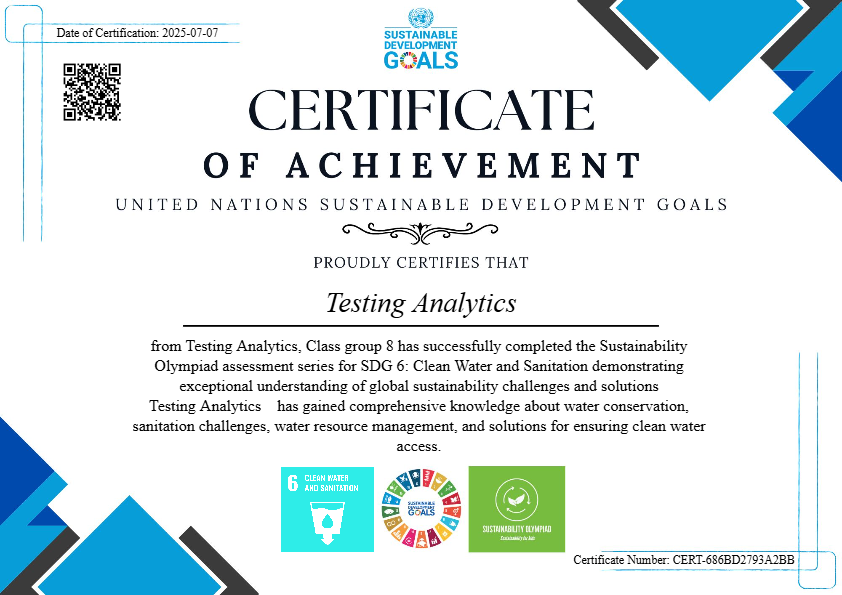 Date of Certification: 2025-07-07
SUSTAINABLE
DEVELOPMENT
GOALS
CERTIFICATE
OF ACHIEVEMENT
UNITED NATIONS SUSTAINABLE DEVELOPMENT GOALS
PROUDLY CERTIFIES THAT
Testing Analytics
from Testing Analytics, Class group 8 has successfully completed the Sustainability
Olympiad assessment series for SDG 6: Clean Water and Sanitation demonstrating
exceptional understanding of global sustainability challenges and solutions
Testing Analytics has gained comprehensive knowledge about water conservation,
sanitation challenges, water resource management, and solutions for ensuring clean water
access.
6 CLEAN WATER
AND SANITATION
SUSTAINABLE
DEVELOPMENT
GOALS
SUSTAINABILITY OLYMPIAD
Sustainability for Kids
Certificate Number: CERT-686BD2793A2BB